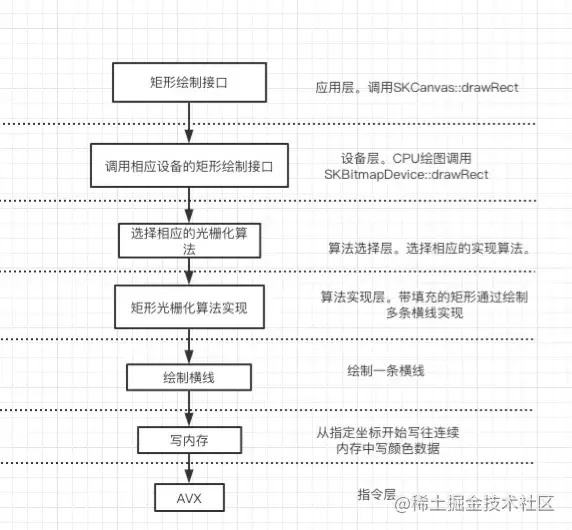 矩形绘制接口
应用层。调用SKCanvas::drawRect
调用相应设备的矩形绘制接口
设备层。CPU绘图调用
SKBitmapDevice::drawRect
选择相应的光栅化算
法
算法选择层。选择相应的实现算法。
矩形光栅化算法实现
算法实现层。带填充的矩形通过绘制
多条横线实现
绘制横线
绘制一条横线
写内存
从指定坐标开始写往连续
内存中写颜色数据
AVX
指令层
@稀土掘金技术社区